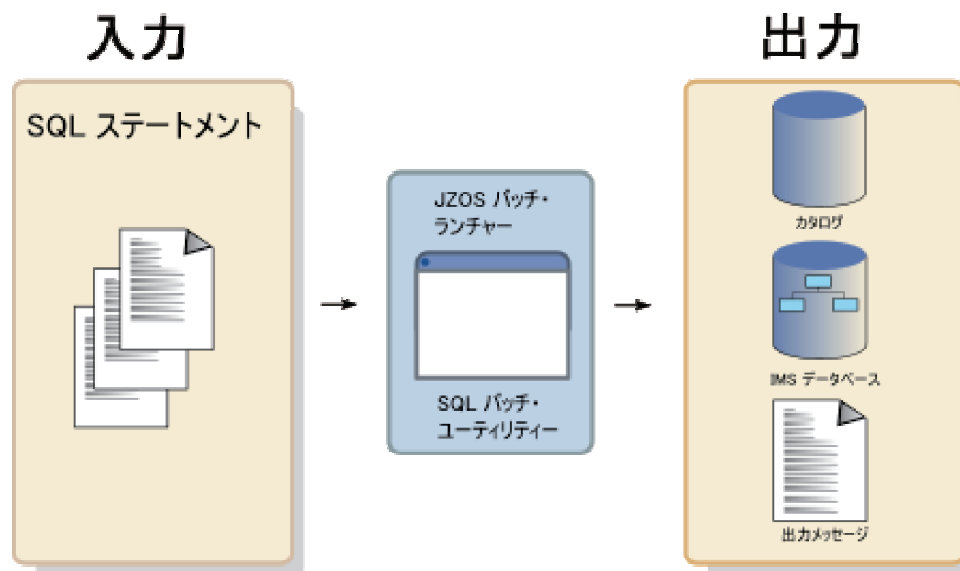 入力
出力
SQL ステートメント
JZOS バッチ・
ランチャー
SQL バッチ・
ユーティリティー
カタログ
IMS データベース
出力メッセージ